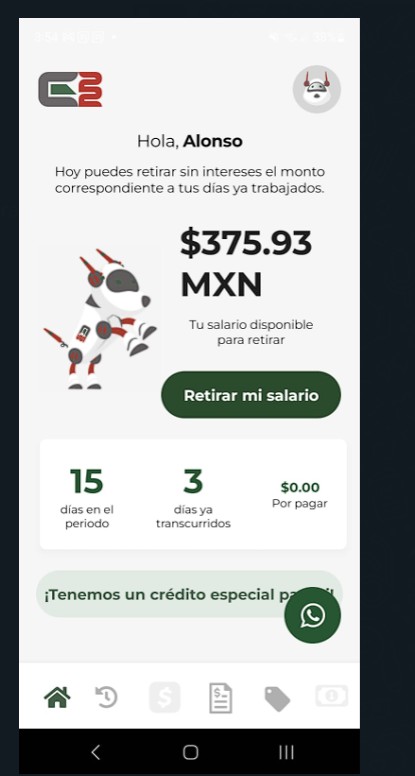 Hola, Alonso
Hoy puedes retirar sin intereses el monto
correspondiente a tus días ya trabajados.
$375.93
MXN
Tu salario disponible
para retirar
Retirar mi salario
15
días en el
periodo
3
días ya
transcurridos
$0.00
Por pagar
¡Tenemos un crédito especial